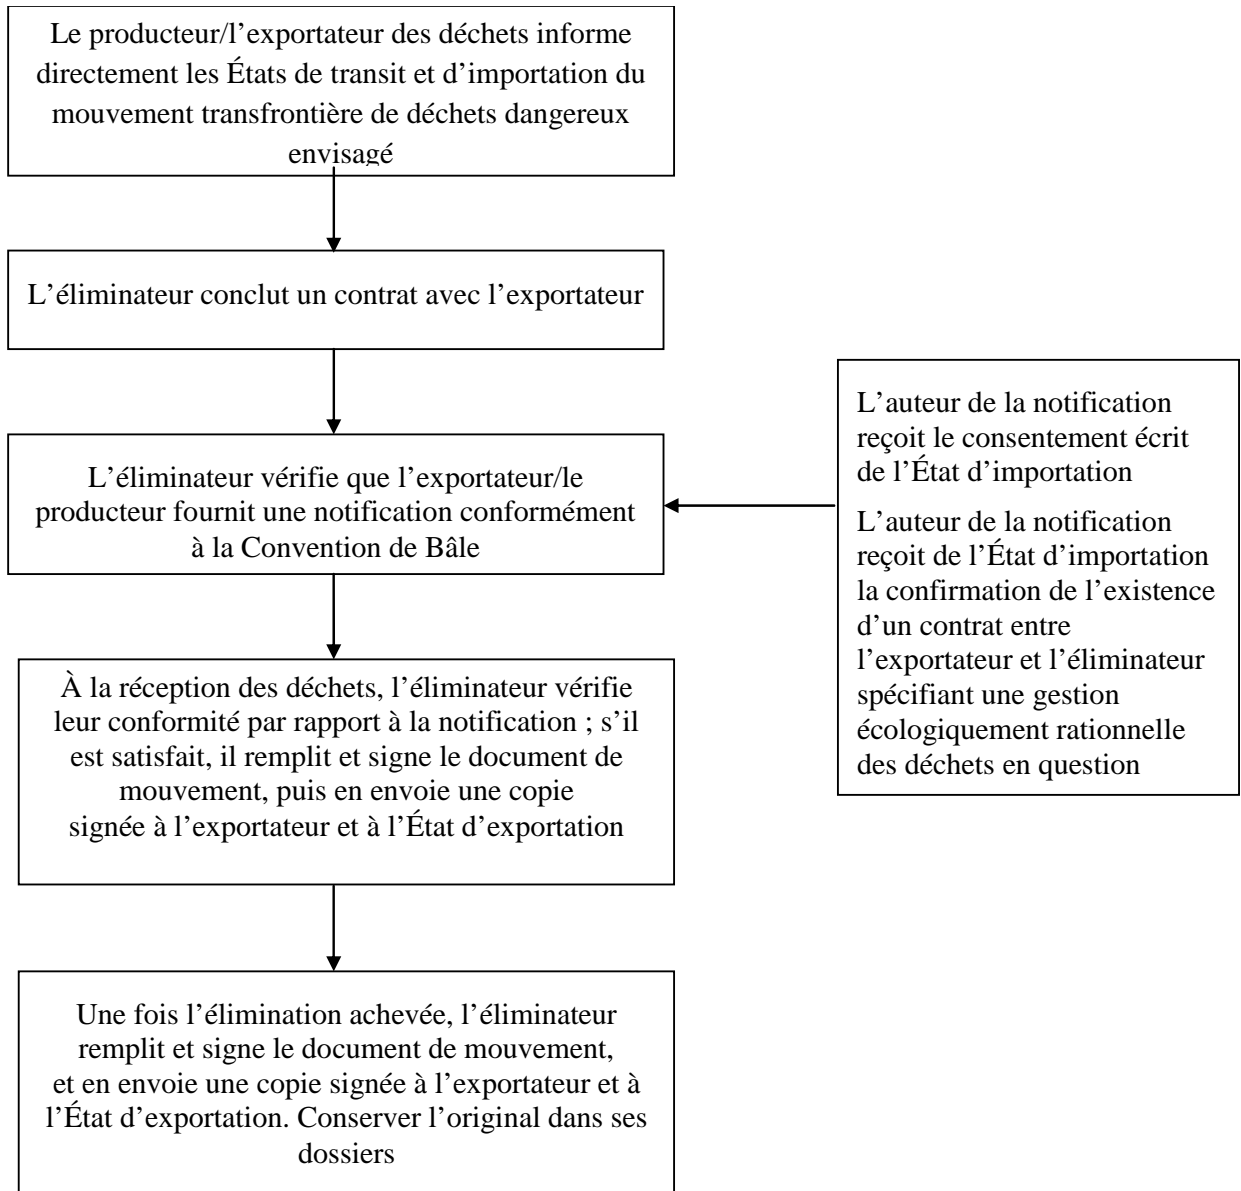 Le producteur/l’exportateur des déchets informe
directement les États de transit et d’importation du
mouvement transfrontière de déchets dangereux
envisagé
L’éliminateur conclut un contrat avec l’exportateur
L’éliminateur vérifie que l’exportateur/le
producteur fournit une notification conformément
à la Convention de Bâle
L’auteur de la notification
reçoit le consentement écrit
de l’État d’importation
L’auteur de la notification
reçoit de l’État d’importation
la confirmation de l’existence
d’un contrat entre
l’exportateur et l’éliminateur
spécifiant une gestion
écologiquement rationnelle
des déchets en question
À la réception des déchets, l’éliminateur vérifie
leur conformité par rapport à la notification ; s’il
est satisfait, il remplit et signe le document de
mouvement, puis en envoie une copie
signée à l’exportateur et à l’État d’exportation
Une fois l’élimination achevée, l’éliminateur
remplit et signe le document de mouvement,
et en envoie une copie signée à l’exportateur et à
l’État d’exportation. Conserver l’original dans ses
dossiers